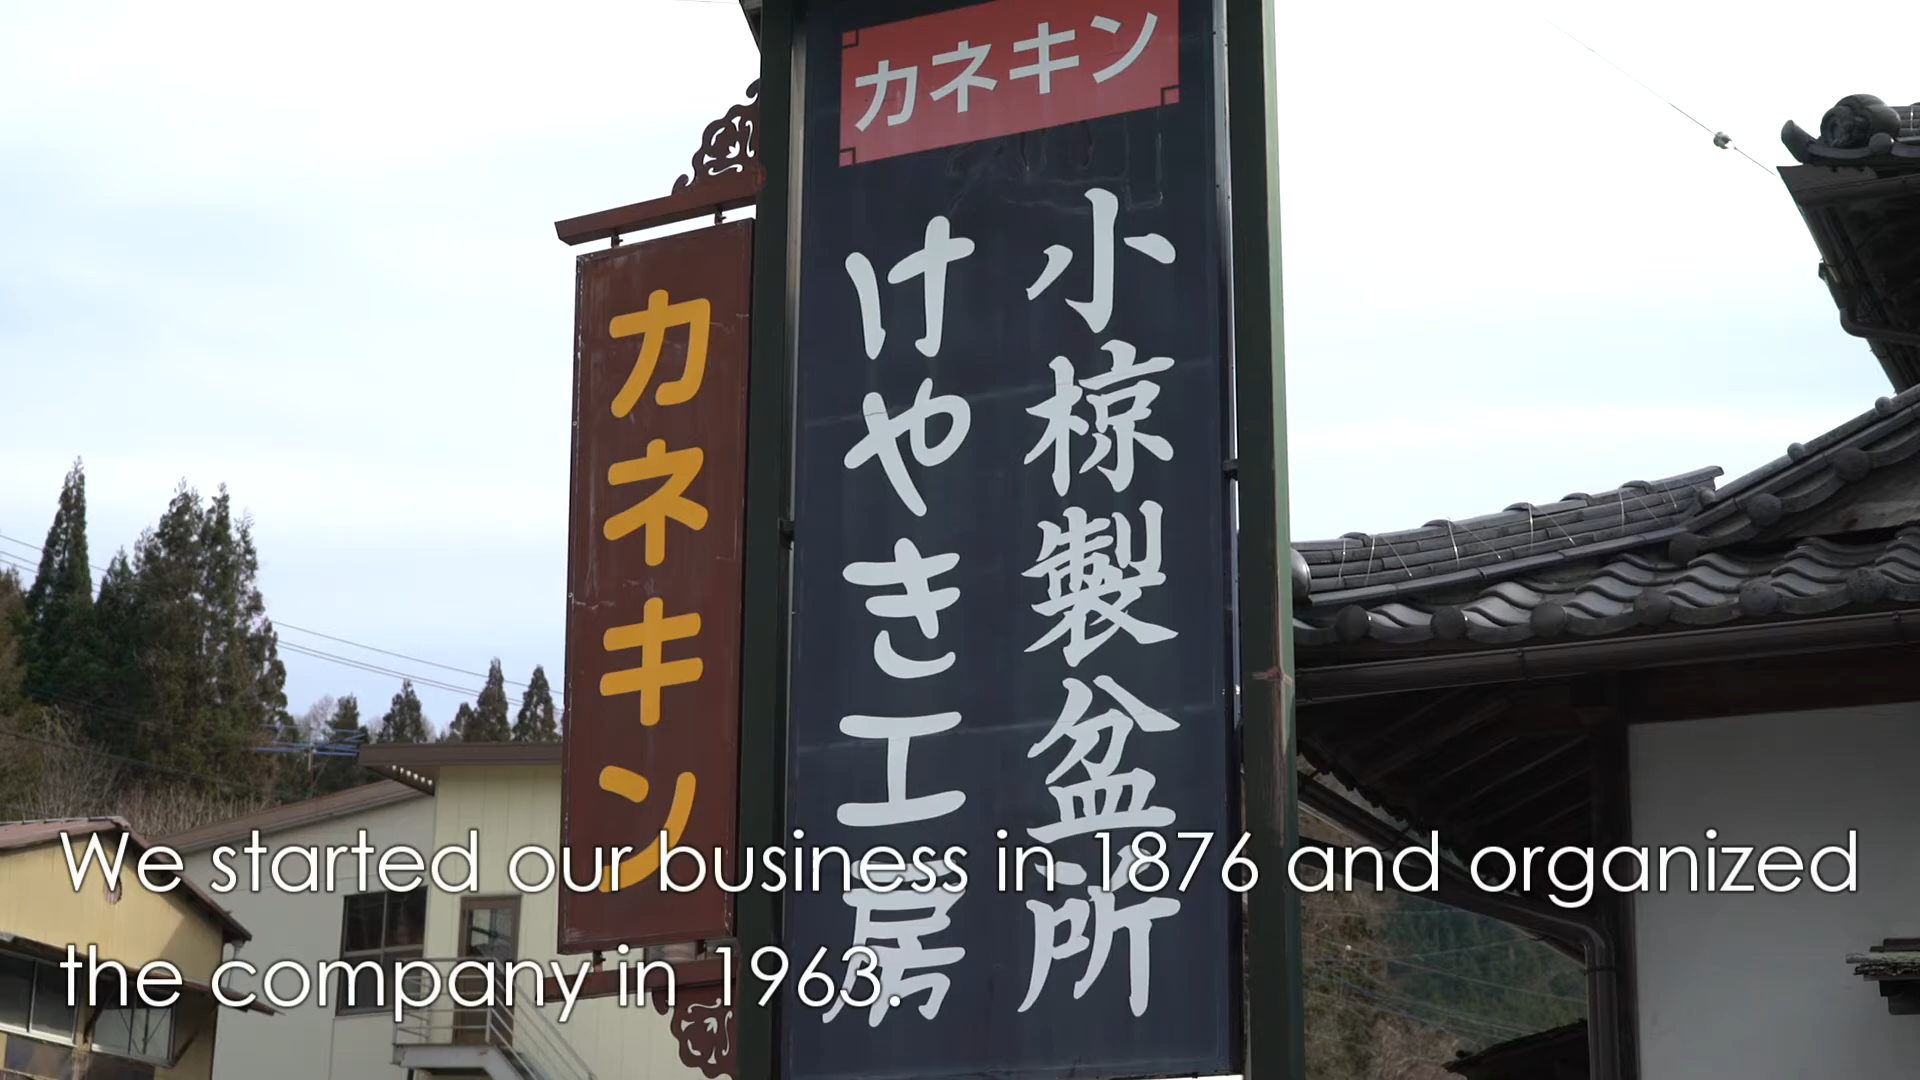 カネキン
小椋製盆所
けやき工房
カネキン
We started our business in 1876 and organized
the company in 1963.